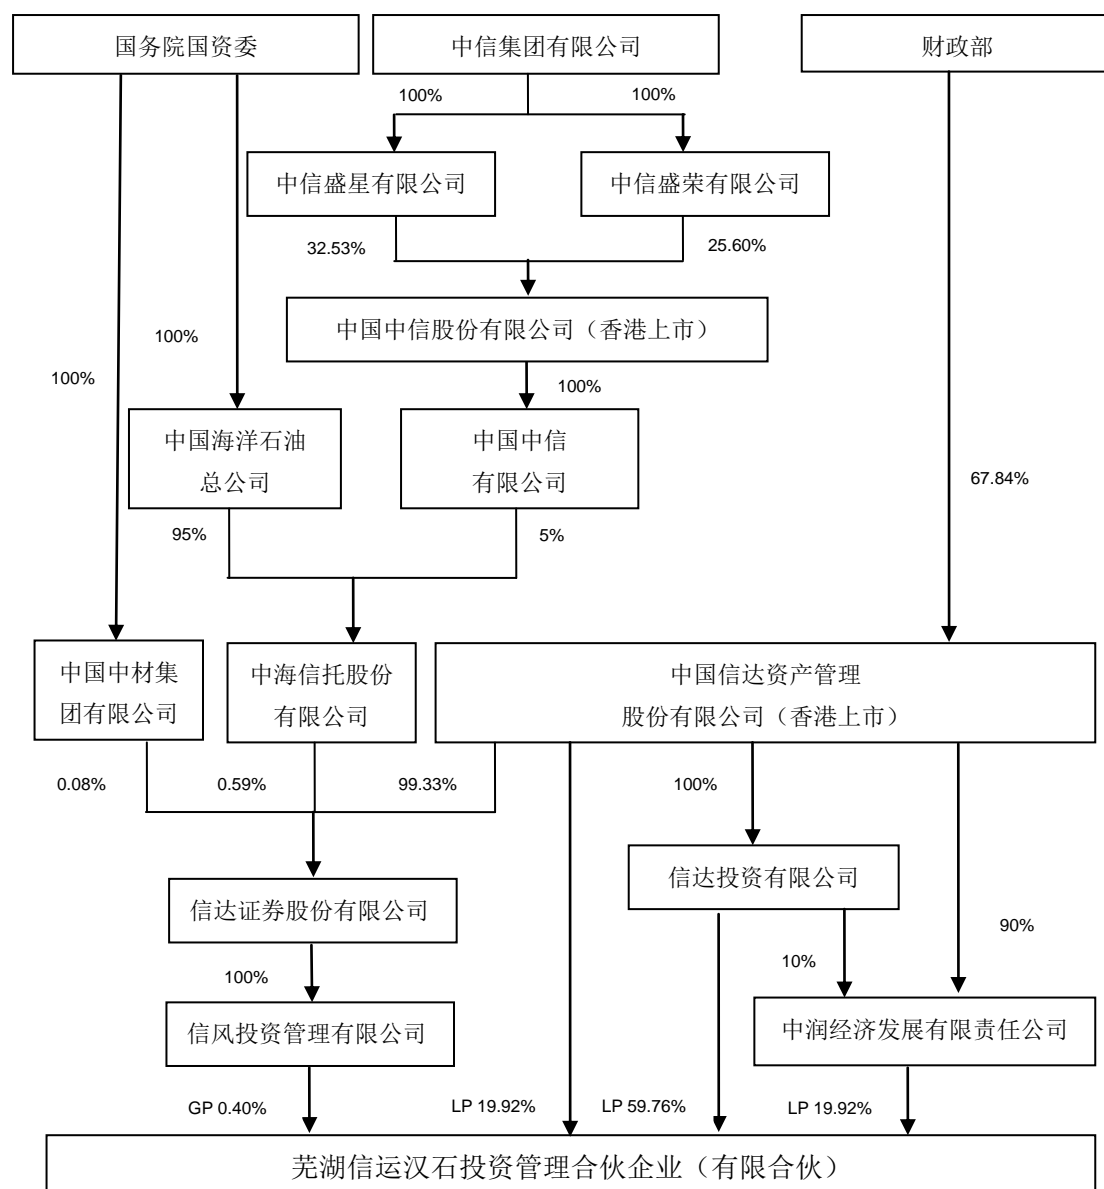 国务院国资委
中信集团有限公司
财政部
100%
100%
中信盛星有限公司
中信盛荣有限公司
32.53%
25.60%
中国中信股份有限公司（香港上市）
100%
100%
100%
中国海洋石油
总公司
中国中信
有限公司
67.84%
95%
5%
中国中材集
团有限公司
中海信托股份
有限公司
中国信达资产管理
股份有限公司（香港上市）
0.08%
0.59%
99.33%
100%
信达投资有限公司
信达证券股份有限公司
90%
10%
100%
信风投资管理有限公司
中润经济发展有限责任公司
GP 0.40%
LP 19.92%
LP 59.76%
LP 19.92%
芜湖信运汉石投资管理合伙企业（有限合伙）